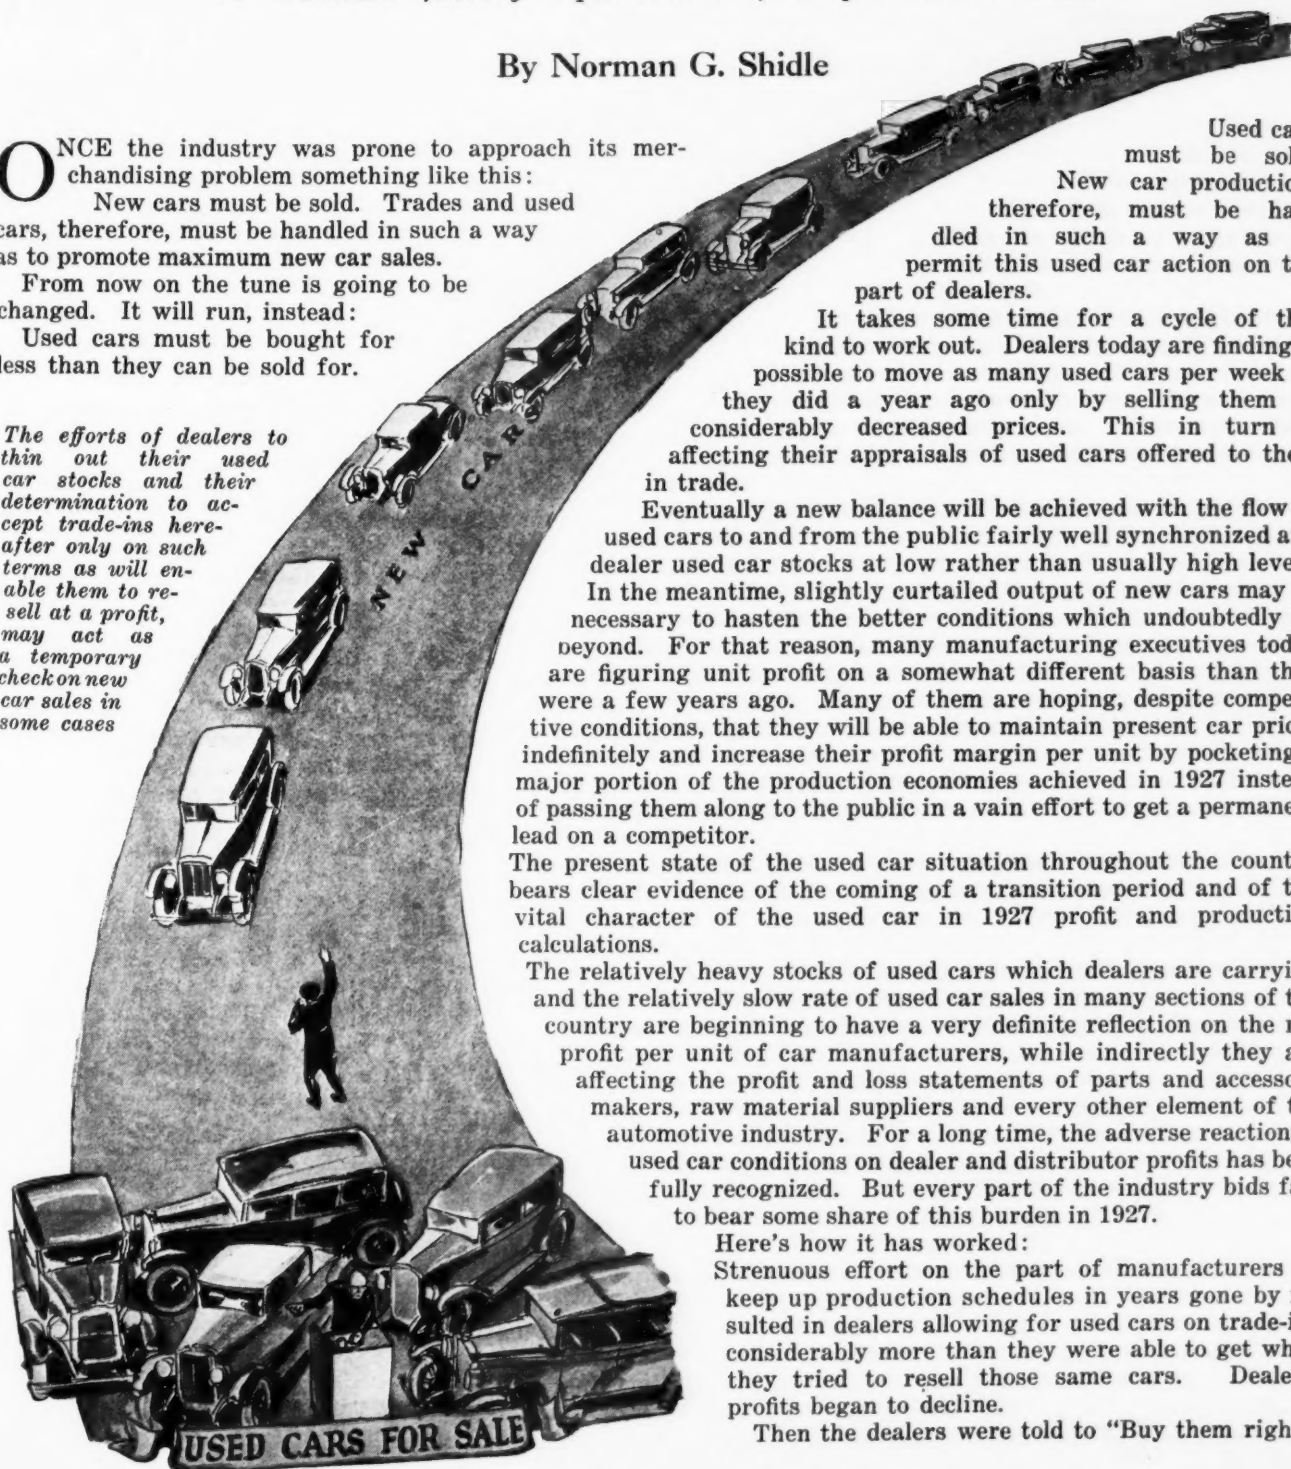 By Norman G. Shidle
ONCE the industry was prone to approach its mer-
chandising problem something like this:
New cars must be sold. Trades and used
cars, therefore, must be handled in such a way
as to promote maximum new car sales.
From now on the tune is going to be
changed. It will run, instead:
Used cars must be bought for
less than they can be sold for.
The efforts of dealers to
thin out their used
car stocks and their
determination to ac-
cept trade-ins here-
after only on such
terms as will en-
able them to re-
sell at a profit,
may act as
a temporary
check on new
car sales in
some cases
NEW CAR
USED CARS FOR SALE
Used ca
must be sol
New car productio
therefore, must be ha
dled in such a way as
permit this used car action on t
part of dealers.
It takes some time for a cycle of th
kind to work out. Dealers today are finding
possible to move as many used cars per week
they did a year ago only by selling them
considerably decreased prices. This in turn
affecting their appraisals of used cars offered to the
in trade.
Eventually a new balance will be achieved with the flow
used cars to and from the public fairly well synchronized a
dealer used car stocks at low rather than usually high leve
In the meantime, slightly curtailed output of new cars may
necessary to hasten the better conditions which undoubtedly
beyond. For that reason, many manufacturing executives tod
are figuring unit profit on a somewhat different basis than th
were a few years ago. Many of them are hoping, despite compe
tive conditions, that they will be able to maintain present car pric
indefinitely and increase their profit margin per unit by pocketing
major portion of the production economies achieved in 1927 inste
of passing them along to the public in a vain effort to get a permane
lead on a competitor.
The present state of the used car situation throughout the count
bears clear evidence of the coming of a transition period and of t
vital character of the used car in 1927 profit and producti
calculations.
The relatively heavy stocks of used cars which dealers are carryi
and the relatively slow rate of used car sales in many sections of t
country are beginning to have a very definite reflection on the n
profit per unit of car manufacturers, while indirectly they a
affecting the profit and loss statements of parts and accesso
makers, raw material suppliers and every other element of t
automotive industry. For a long time, the adverse reaction
used car conditions on dealer and distributor profits has be
fully recognized. But every part of the industry bids fa
to bear some share of this burden in 1927.
Here's how it has worked:
Strenuous effort on the part of manufacturers
keep up production schedules in years gone by
sulted in dealers allowing for used cars on trade-i
considerably more than they were able to get wh
they tried to resell those same cars. Deale
profits began to decline.
Then the dealers were told to "Buy them righ